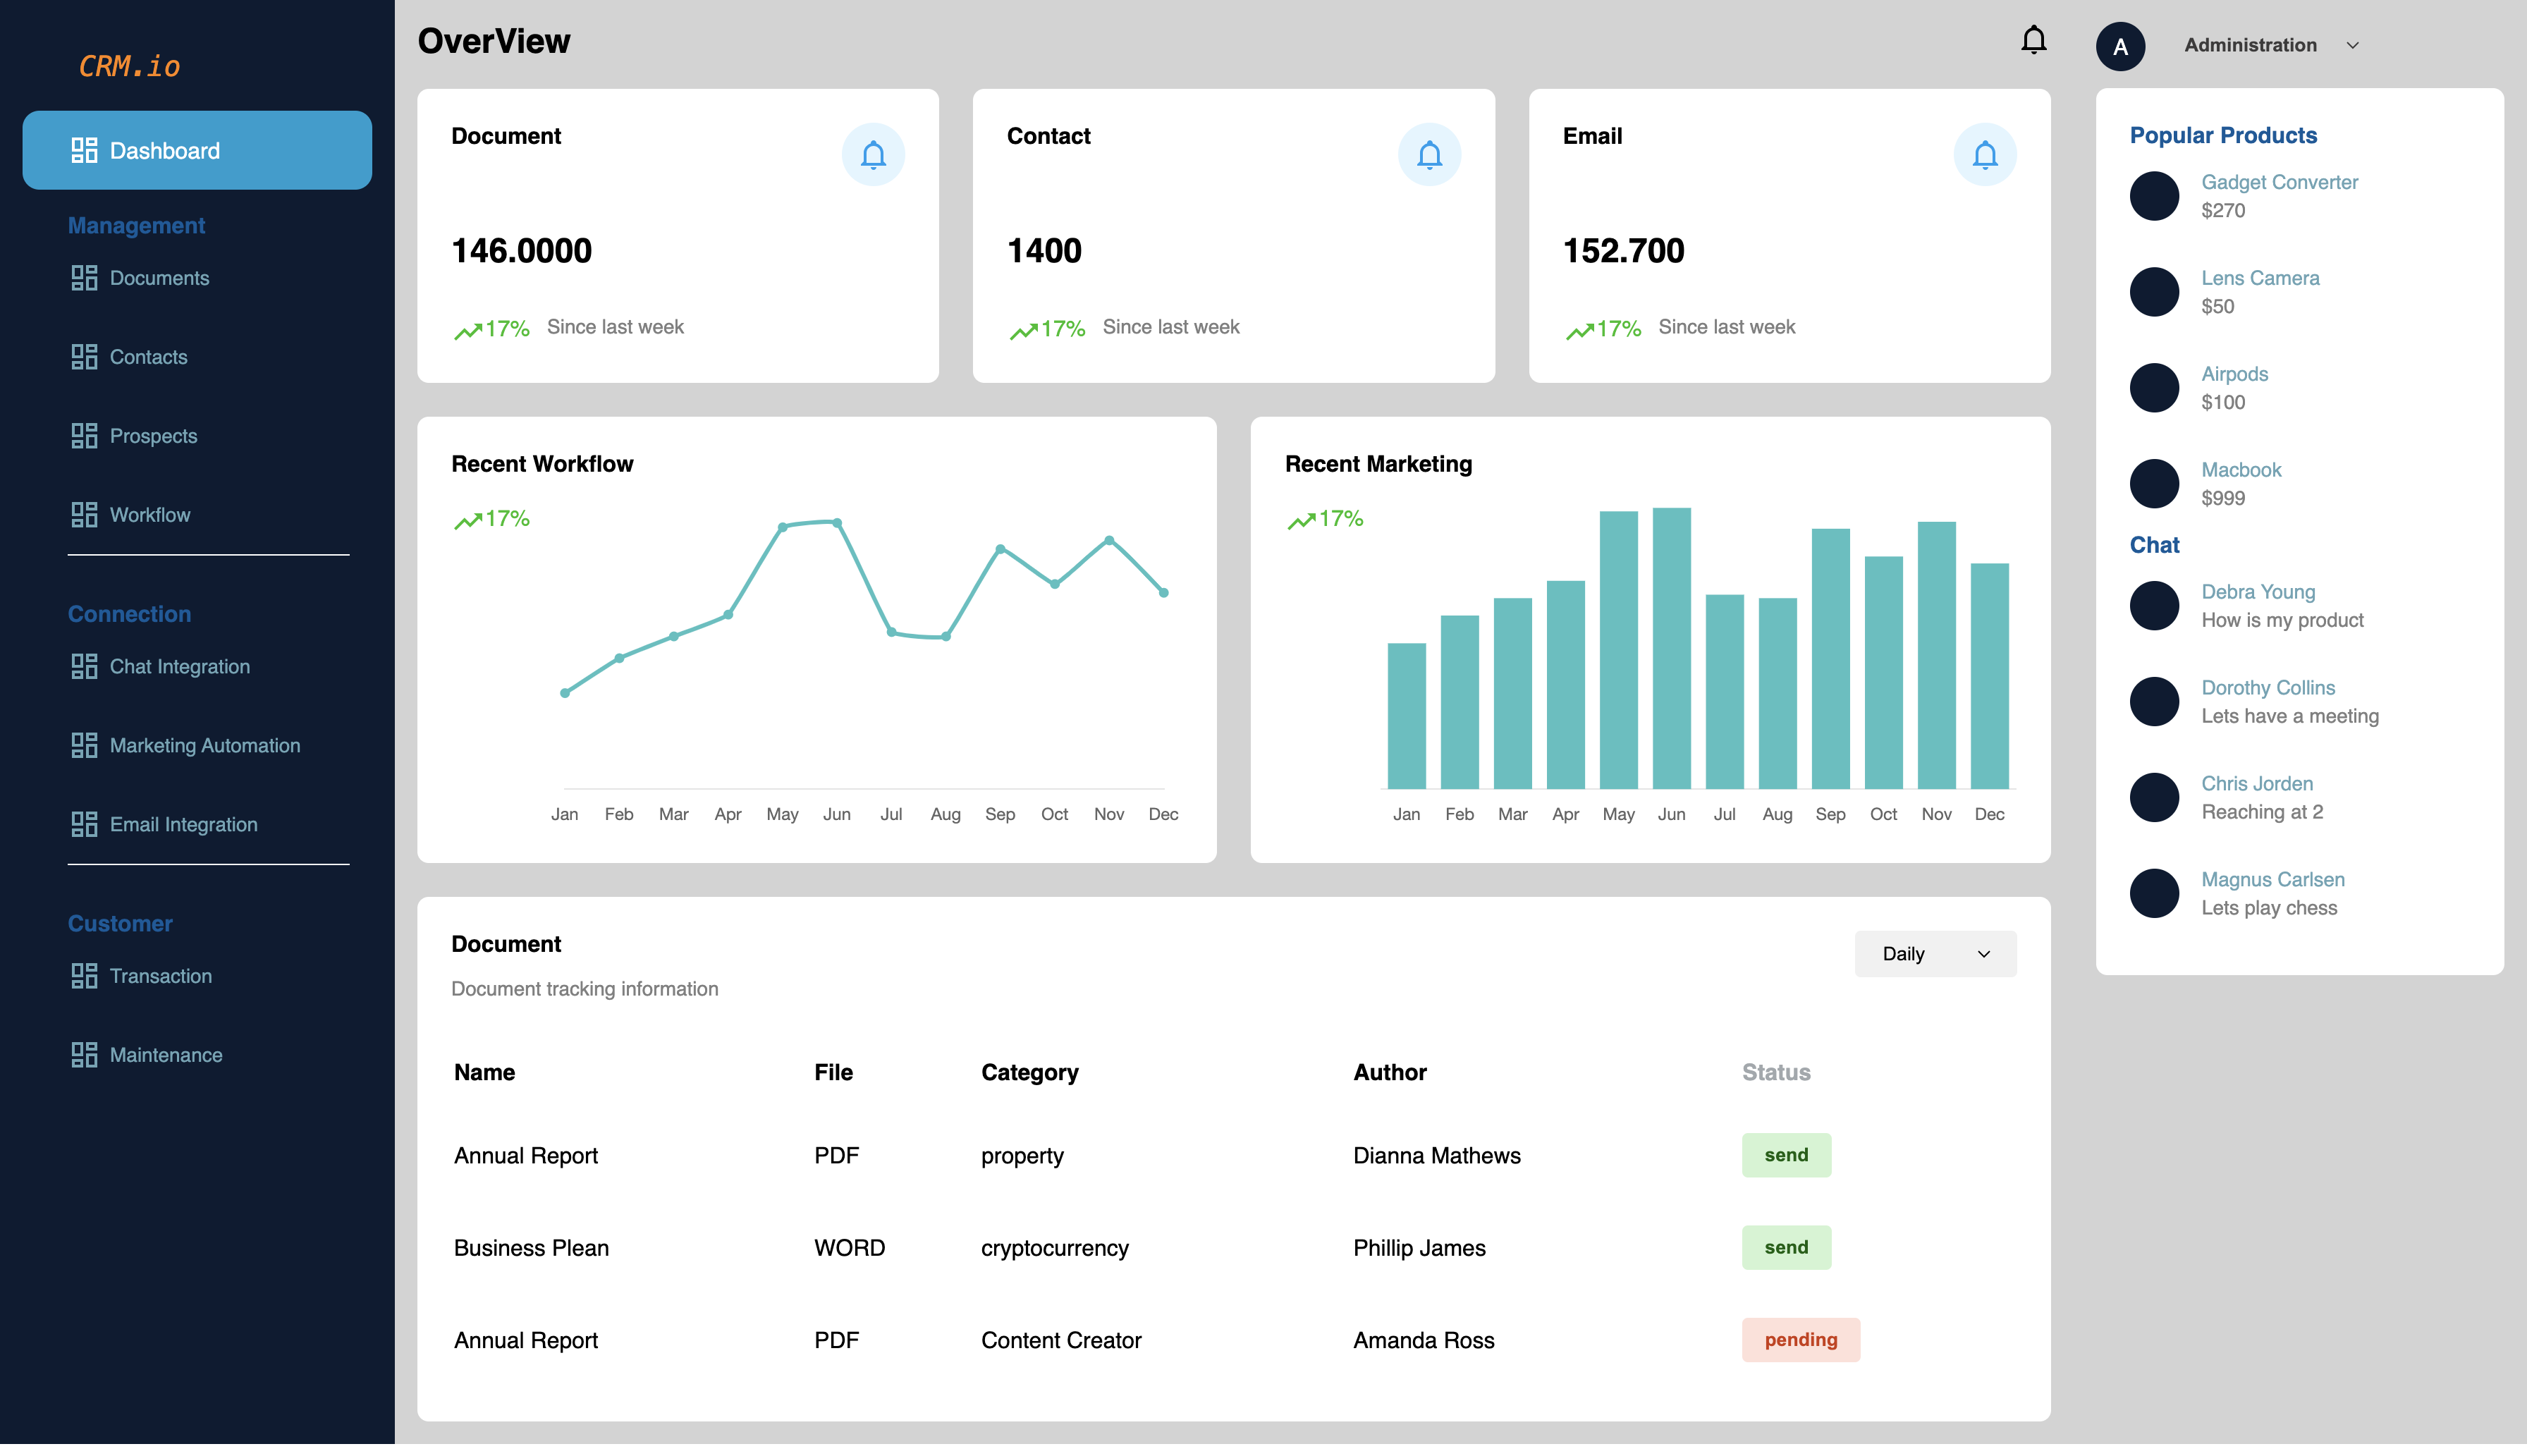 CRM.io
Dashboard
Management
Documents
Contacts
Prospects
Workflow
Connection
Chat Integration
Marketing Automation
Email Integration
Customer
Transaction
Maintenance
OverView
A Administration
Document
146.0000
17% Since last week
Contact
1400
17% Since last week
Email
152.700
17% Since last week
Recent Workflow
17%
Jan Feb Mar Apr May Jun Jul Aug Sep Oct Nov Dec
Recent Marketing
17%
Jan Feb Mar Apr May Jun Jul Aug Sep Oct Nov Dec
Document
Daily
Document tracking information
Name File Category Author Status
Annual Report PDF property Dianna Mathews send
Business Plean WORD cryptocurrency Phillip James send
Annual Report PDF Content Creator Amanda Ross pending
Popular Products
Gadget Converter
$270
Lens Camera
$50
Airpods
$100
Macbook
$999
Chat
Debra Young
How is my product
Dorothy Collins
Lets have a meeting
Chris Jorden
Reaching at 2
Magnus Carlsen
Lets play chess